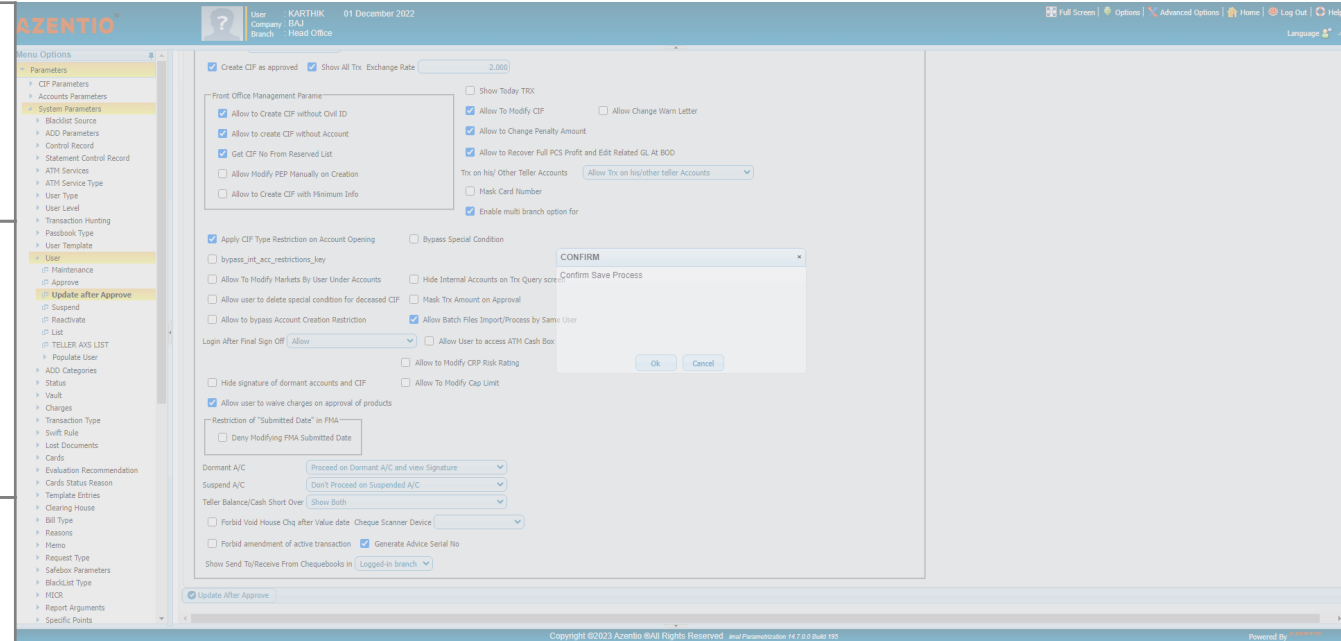 AZENTIO
User : KARTHIK 01 December 2022
Company : BAJ
Branch : Head Office
Full Screen | Options | Advanced Options | Home | Log Out | Help
Language
Menu Options
Parameters
CIF Parameters
Accounts Parameters
System Parameters
Blacklist Source
ADD Parameters
Control Record
Statement Control Record
ATM Services
ATM Service Type
User Type
User Level
Transaction Hunting
Passbook Type
User Template
User
Maintenance
Approve
Update after Approve
Suspend
Reactivate
List
TELLER AXS LIST
Populate User
ADD Categories
Status
Vault
Charges
Transaction Type
Swift Rule
Lost Documents
Cards
Evaluation Recommendation
Cards Status Reason
Template Entries
Clearing House
Bill Type
Reasons
Memo
Request Type
Safebox Parameters
BlackList Type
MICR
Report Arguments
Specific Points
Create CIF as approved Show All Trx Exchange Rate 2.000
Front Office Management Parame
Allow to Create CIF without Civil ID
Allow to create CIF without Account
Get CIF No From Reserved List
Allow Modify PEP Manually on Creation
Allow to Create CIF with Minimum Info
Show Today TRX
Allow To Modify CIF Allow Change Warn Letter
Allow to Change Penalty Amount
Allow to Recover Full PCS Profit and Edit Related GL At BOD
Trx on his/ Other Teller Accounts Allow Trx on his/other teller Accounts
Mask Card Number
Enable multi branch option for
Apply CIF Type Restriction on Account Opening Bypass Special Condition
bypass_int_acc_restrictions_key
Allow To Modify Markets By User Under Accounts Hide Internal Accounts on Trx Query screen
Allow user to delete special condition for deceased CIF Mask Trx Amount on Approval
Allow to bypass Account Creation Restriction Allow Batch Files Import/Process by Same User
Login After Final Sign Off Allow Allow User to access ATM Cash Box
Allow to Modify CRP Risk Rating
Hide signature of dormant accounts and CIF Allow To Modify Cap Limit
Allow user to waive charges on approval of products
Restriction of "Submitted Date" in FMA
Deny Modifying FMA Submitted Date
Dormant A/C Proceed on Dormant A/C and view Signature
Suspend A/C Don't Proceed on Suspended A/C
Teller Balance/Cash Short Over Show Both
Forbid Void House Chq after Value date Cheque Scanner Device
Forbid amendment of active transaction Generate Advice Serial No
Show Send To/Receive From Chequebooks in Logged-in branch
CONFIRM ×
Confirm Save Process
Ok Cancel
Update After Approve
Copyright ©2023 Azentio ®All Rights Reserved imal Parametrization 14.7.0.0 Build 195
Powered By